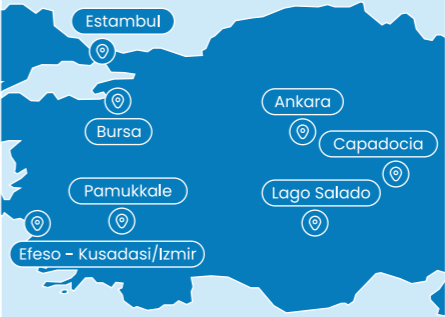 Estambul
Ankara
Bursa
Capadocia
Pamukkale
Lago Salado
Efeso - Kusadasi/Izmir